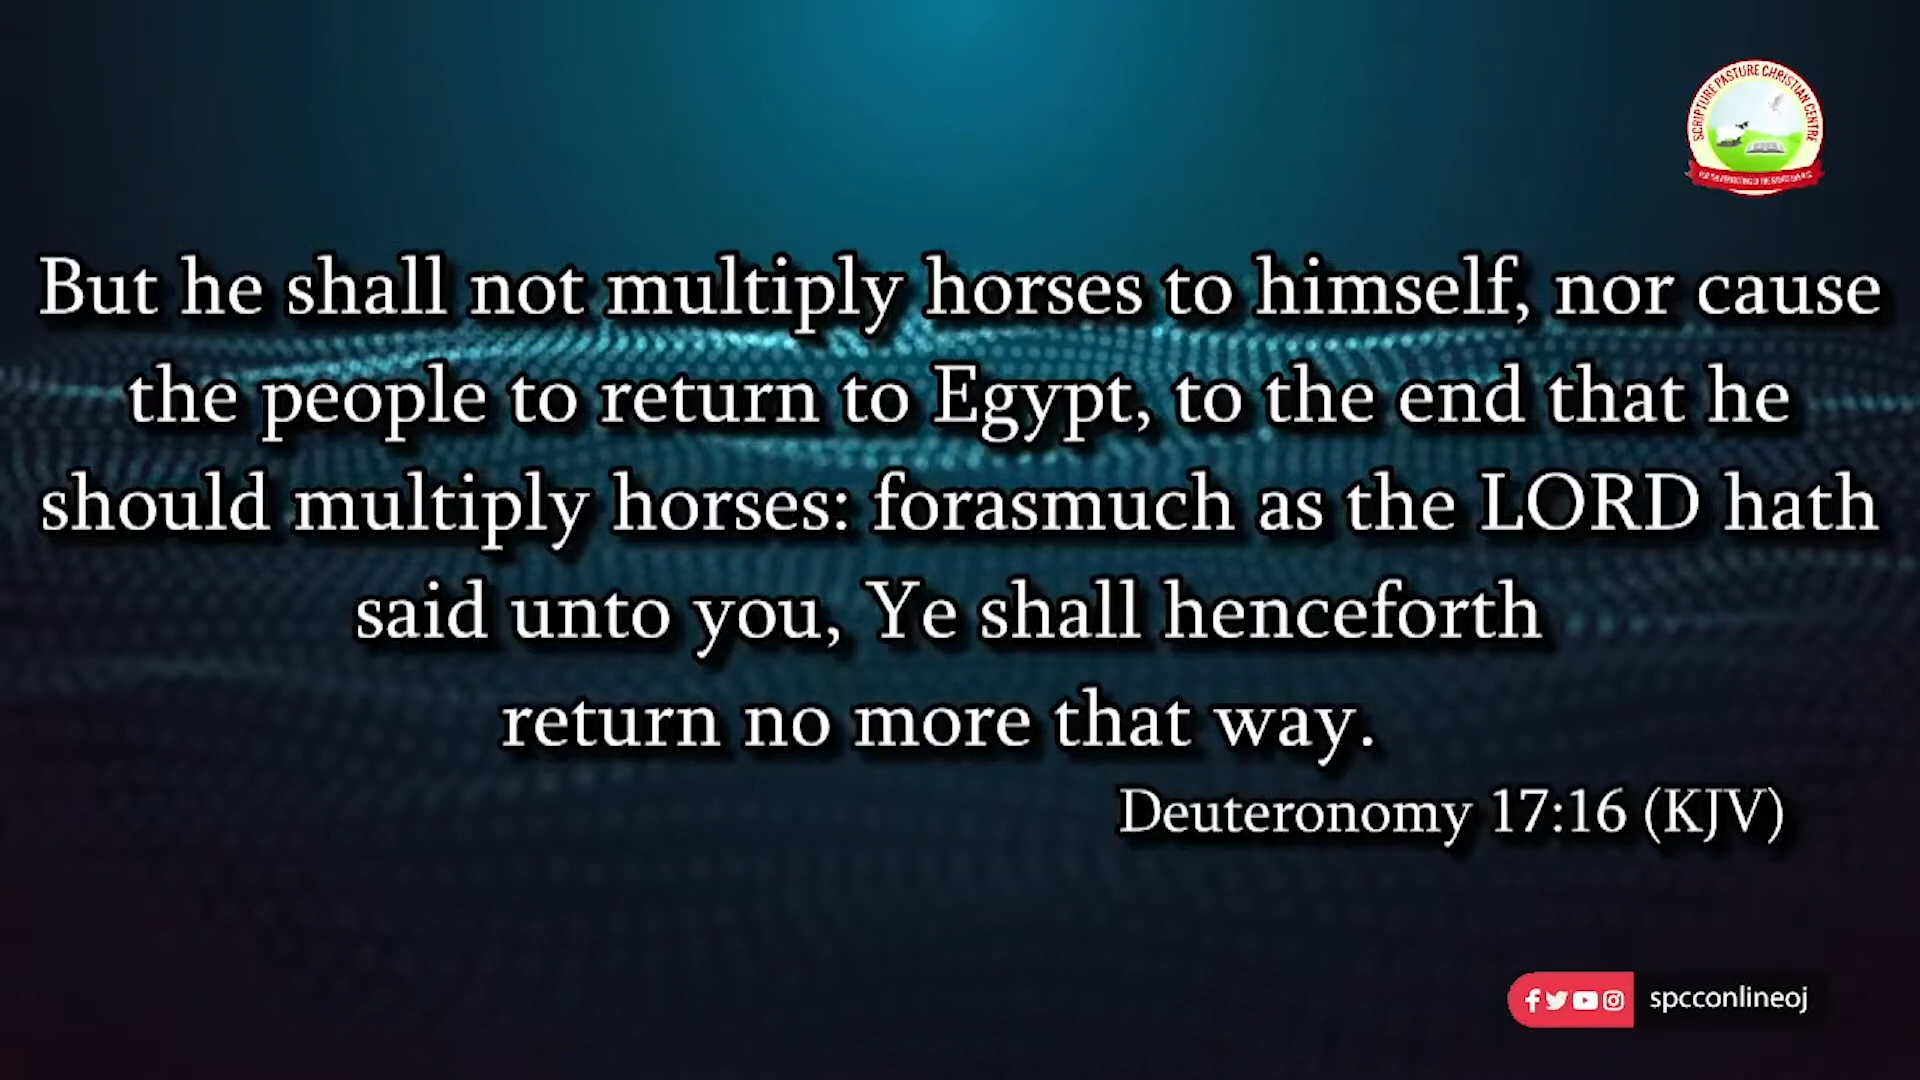 SCRIPTURE PASTURE CHRISTIAN CENTRE
But he shall not multiply horses to himself, nor cause
the people to return to Egypt, to the end that he
should multiply horses: forasmuch as the LORD hath
said unto you, Ye shall henceforth
return no more that way.
Deuteronomy 17:16 (KJV)
spcconlineoj